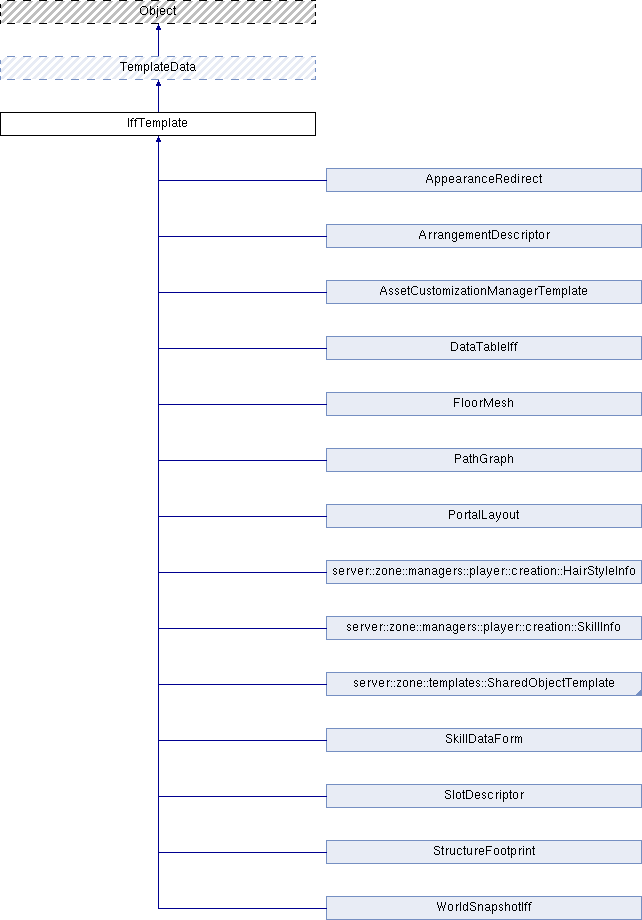 Object
TemplateData
IffTemplate
AppearanceRedirect
ArrangementDescriptor
AssetCustomizationManagerTemplate
DataTableIff
FloorMesh
PathGraph
PortalLayout
server::zone::managers::player::creation::HairStyleInfo
server::zone::managers::player::creation::SkillInfo
server::zone::templates::SharedObjectTemplate
SkillDataForm
SlotDescriptor
StructureFootprint
WorldSnapshotIff